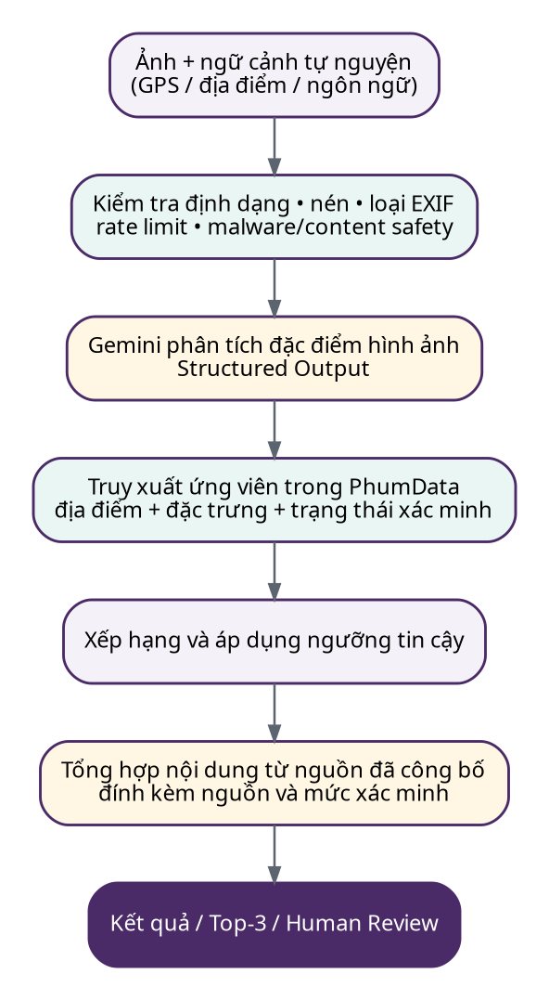 Ảnh + ngữ cảnh tự nguyện
(GPS / địa điểm / ngôn ngữ)
Kiểm tra định dạng • nén • loại EXIF
rate limit • malware/content safety
Gemini phân tích đặc điểm hình ảnh
Structured Output
Truy xuất ứng viên trong PhumData
địa điểm + đặc trưng + trạng thái xác minh
Xếp hạng và áp dụng ngưỡng tin cậy
Tổng hợp nội dung từ nguồn đã công bố
đính kèm nguồn và mức xác minh
Kết quả / Top-3 / Human Review